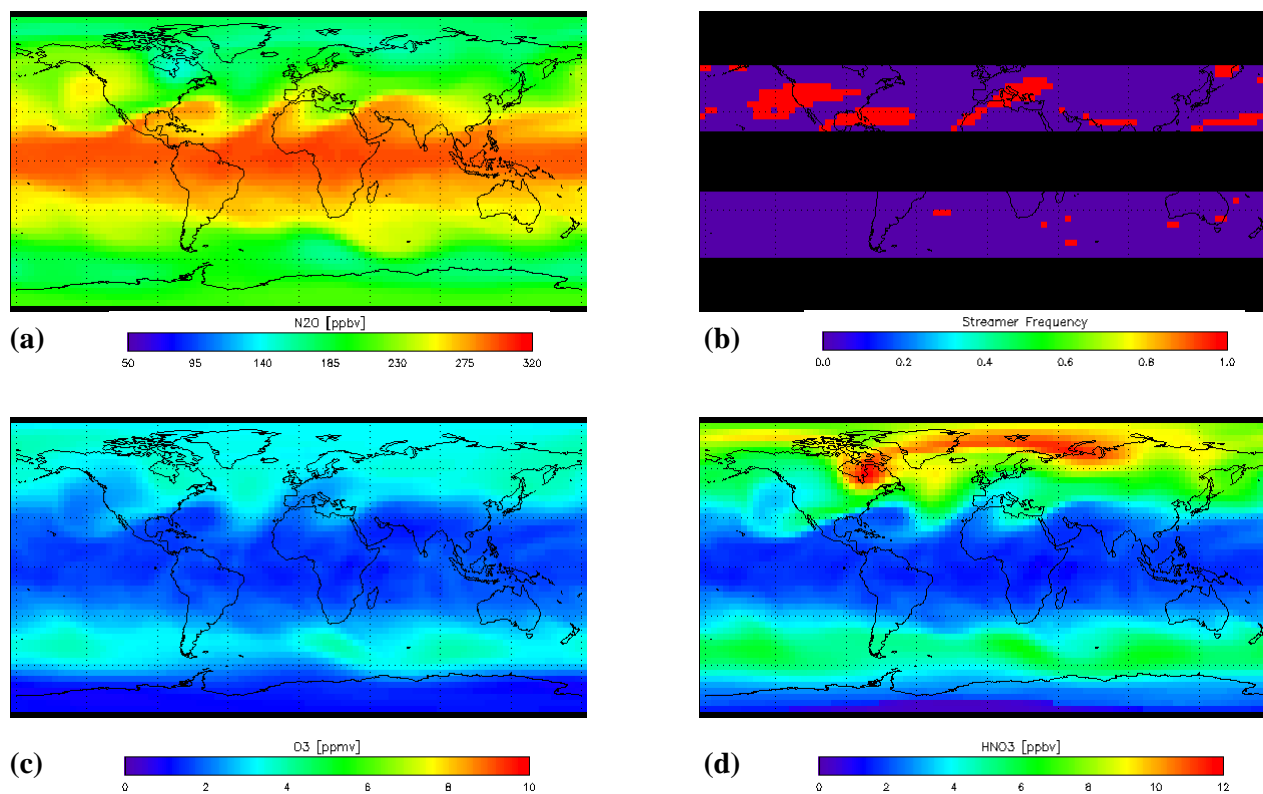 N2O [ppbv]
(a)
50 95 140 185 230 275 320
Streamer Frequency
(b)
0.0 0.2 0.4 0.6 0.8 1.0
O3 [ppmv]
(c)
0 2 4 6 8 10
HNO3 [ppbv]
(d)
0 2 4 6 8 10 12